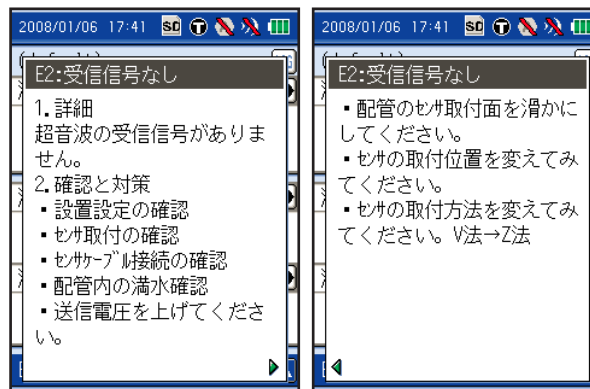 2008/01/06 17:41 SD T
E2:受信信号なし
1.詳細
超音波の受信信号がありま
せん。
2.確認と対策
▪設置設定の確認
▪ｾﾝｻ取付の確認
▪ｾﾝｻｹｰﾌﾞﾙ接続の確認
▪配管内の満水確認
▪送信電圧を上げてくださ
い。
2008/01/06 17:41 SD T
E2:受信信号なし
▪配管のｾﾝｻ取付面を滑かに
してください。
▪ｾﾝｻの取付位置を変えてみ
てください。
▪ｾﾝｻの取付方法を変えてみ
てください。V法→Z法